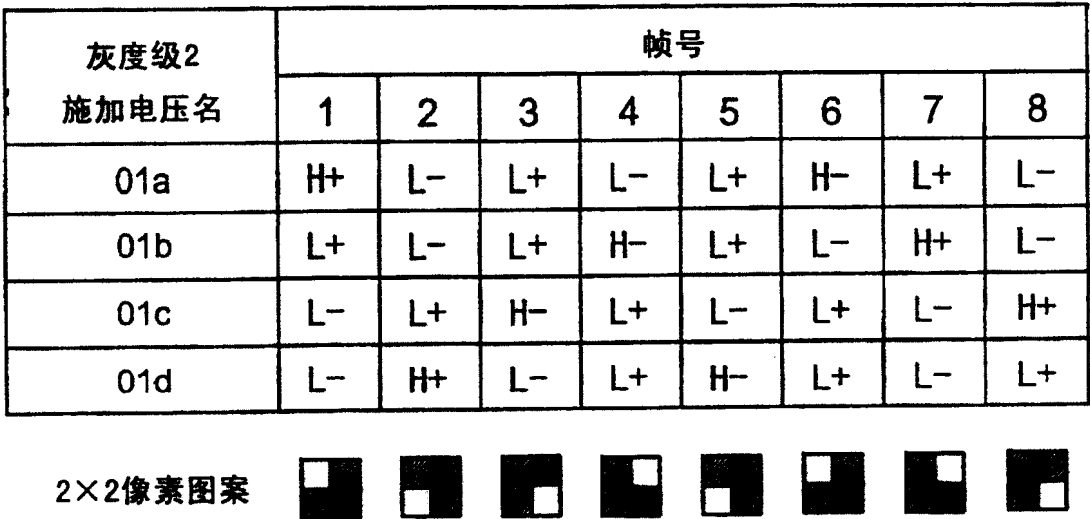 灰度级2
施加电压名
帧号
1 2 3 4 5 6 7 8
01a H+ L− L+ L− L+ H− L+ L−
01b L+ L− L+ H− L+ L− H+ L−
01c L− L+ H− L+ L− L+ L− H+
01d L− H+ L− L+ H− L+ L− L+
2×2像素图案